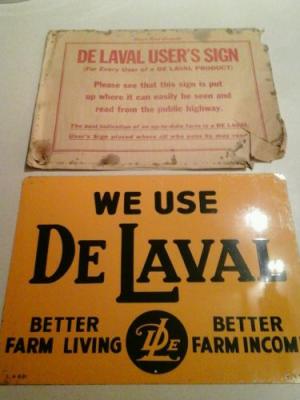 DE LAVAL USER'S SIGN
(For Every User of a DE LAVAL PRODUCT)
Please see that this sign is put
up where it can easily be seen and
read from the public highway.
The best indication of an up-to-date farm is a DE LAVAL
User's Sign placed where all who pass by may
WE USE
DE LAVAL
BETTER
FARM LIVING
DL
BETTER
FARM INCOM